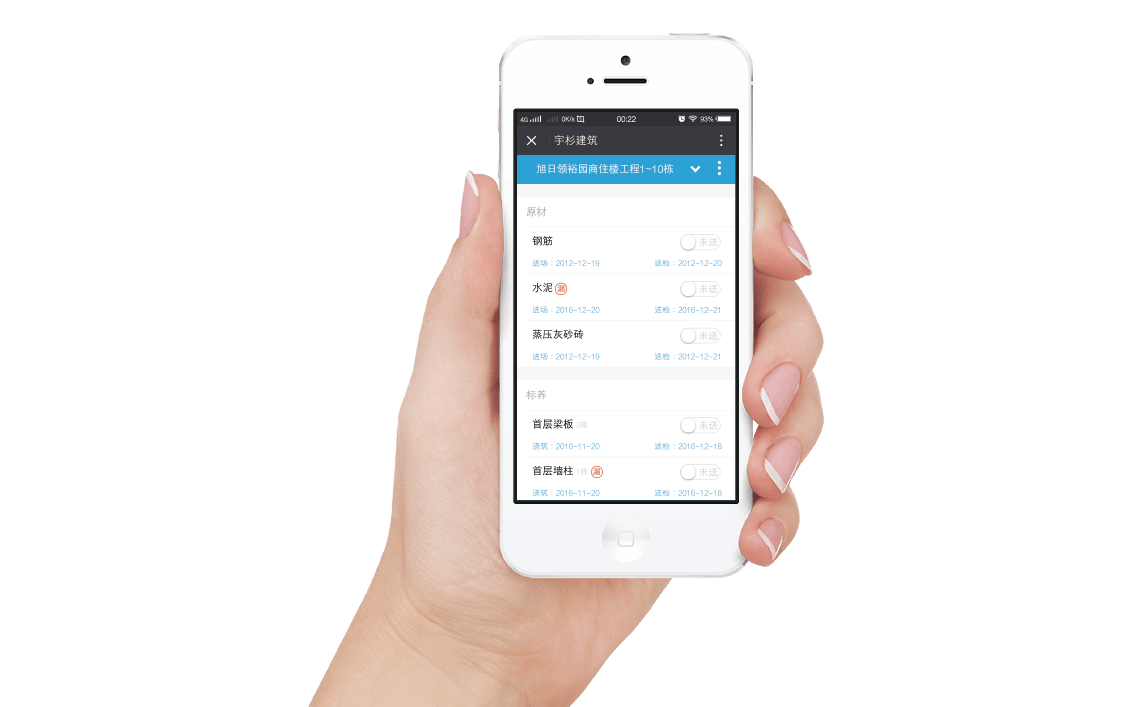 4G 0K/s 00:22 93%
宇杉建筑
旭日领裕园商住楼工程1~10栋
原材
钢筋 未送
进场：2012-12-19 送检：2012-12-20
水泥 漏 未送
进场：2016-12-20 送检：2016-12-21
蒸压灰砂砖 未送
进场：2012-12-19 送检：2012-12-21
标养
首层梁板 3栋 未送
浇筑：2016-11-20 送检：2016-12-18
首层墙柱 1栋 漏 未送
浇筑：2016-11-20 送检：2016-12-18